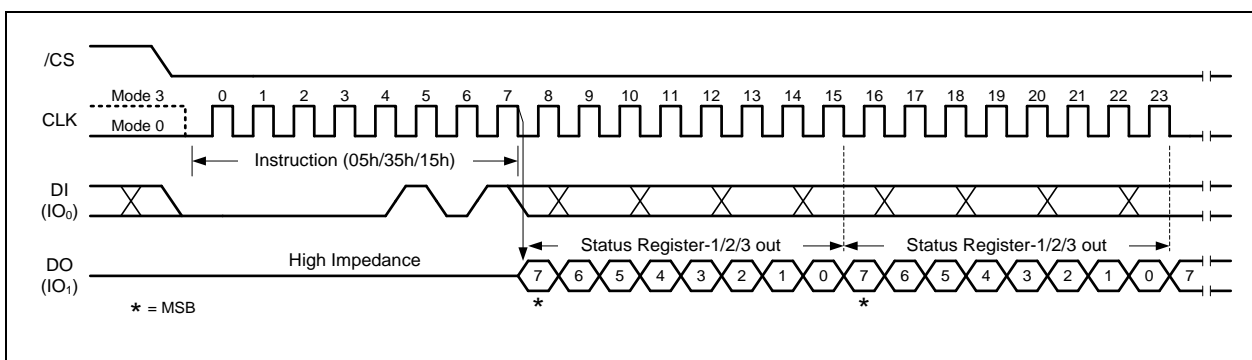 /CS
Mode 3
0 1 2 3 4 5 6 7 8 9 10 11 12 13 14 15 16 17 18 19 20 21 22 23
CLK
Mode 0
Instruction (05h/35h/15h)
DI
(IO₀)
Status Register-1/2/3 out Status Register-1/2/3 out
High Impedance
DO
(IO₁)
7 6 5 4 3 2 1 0 7 6 5 4 3 2 1 0 7
* *
* = MSB